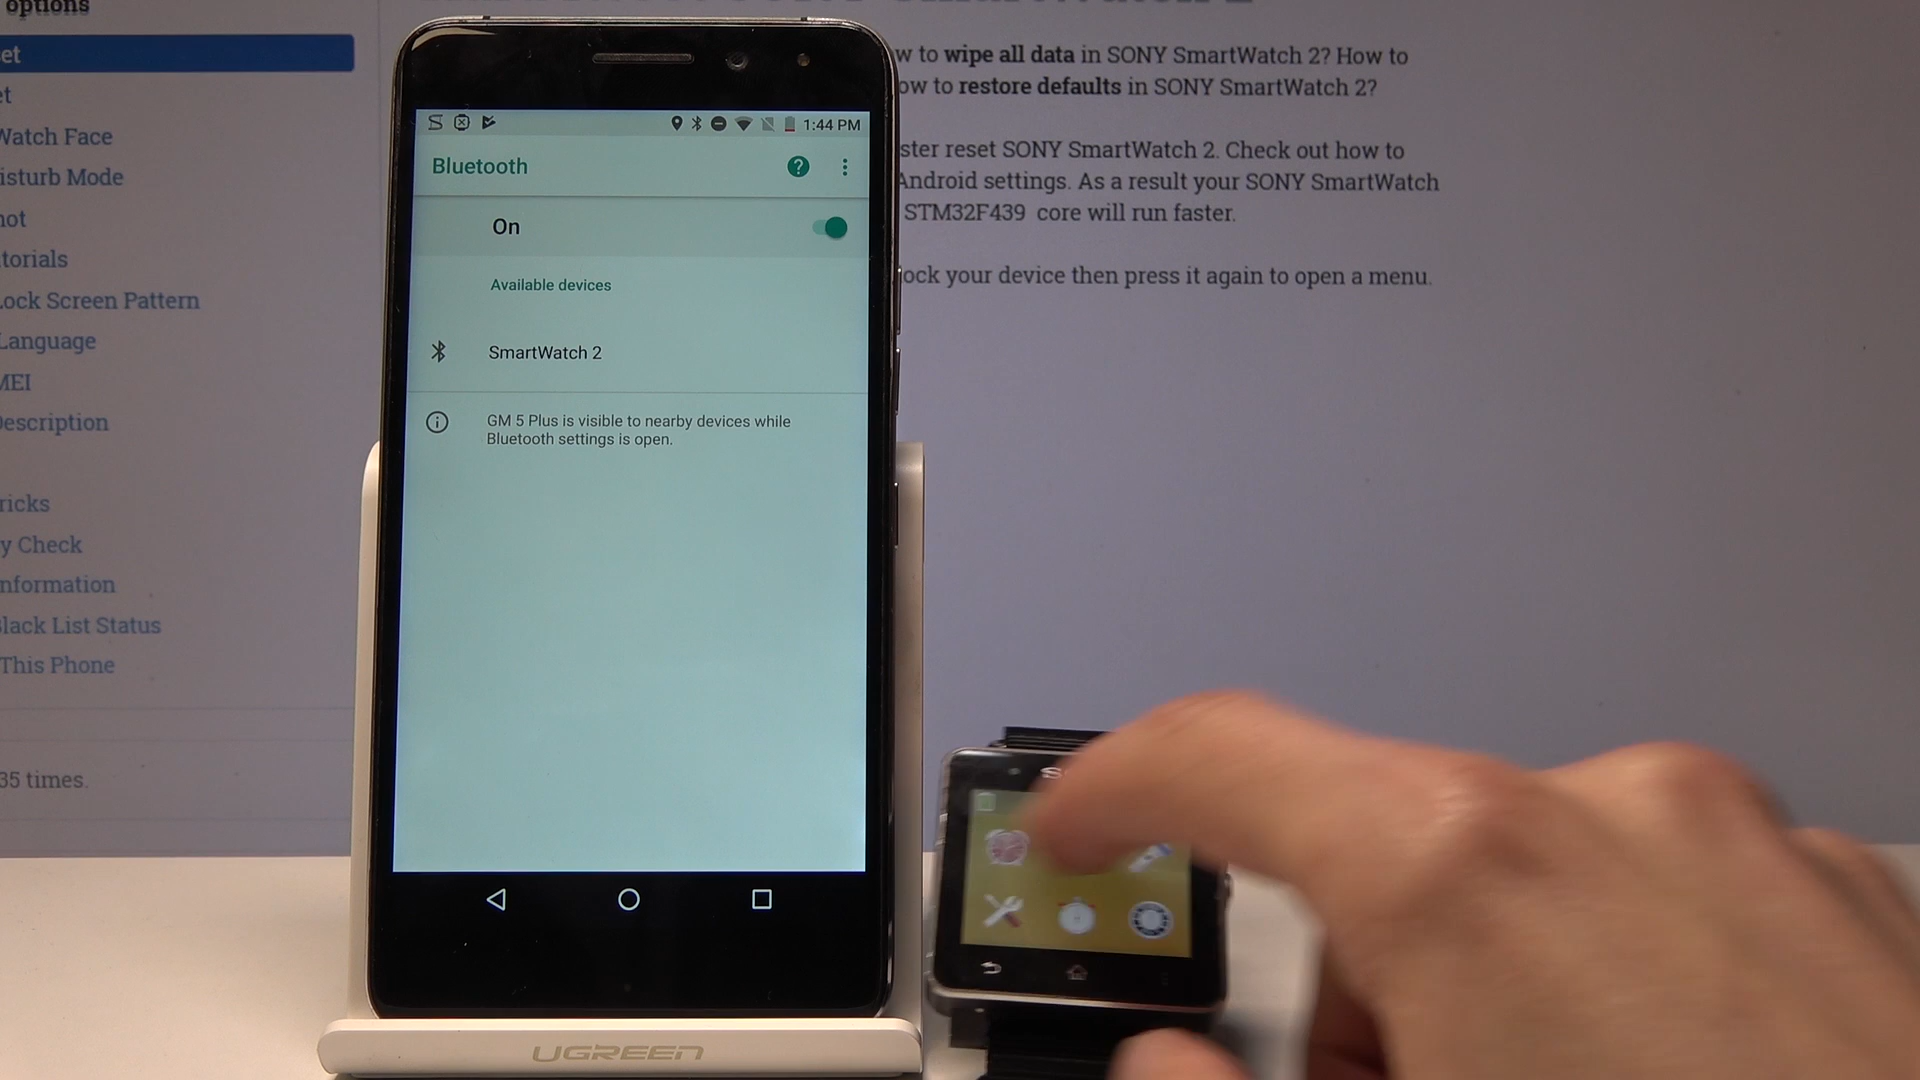 options
et
et
Watch Face
isturb Mode
hot
torials
Lock Screen Pattern
Language
MEI
Description
ricks
y Check
nformation
Black List Status
This Phone
35 times.
w to wipe all data in SONY SmartWatch 2? How to
ow to restore defaults in SONY SmartWatch 2?
ster reset SONY SmartWatch 2. Check out how to
Android settings. As a result your SONY SmartWatch
STM32F439 core will run faster.
ock your device then press it again to open a menu.
1:44 PM
Bluetooth
On
Available devices
SmartWatch 2
GM 5 Plus is visible to nearby devices while
Bluetooth settings is open.
UGREEN